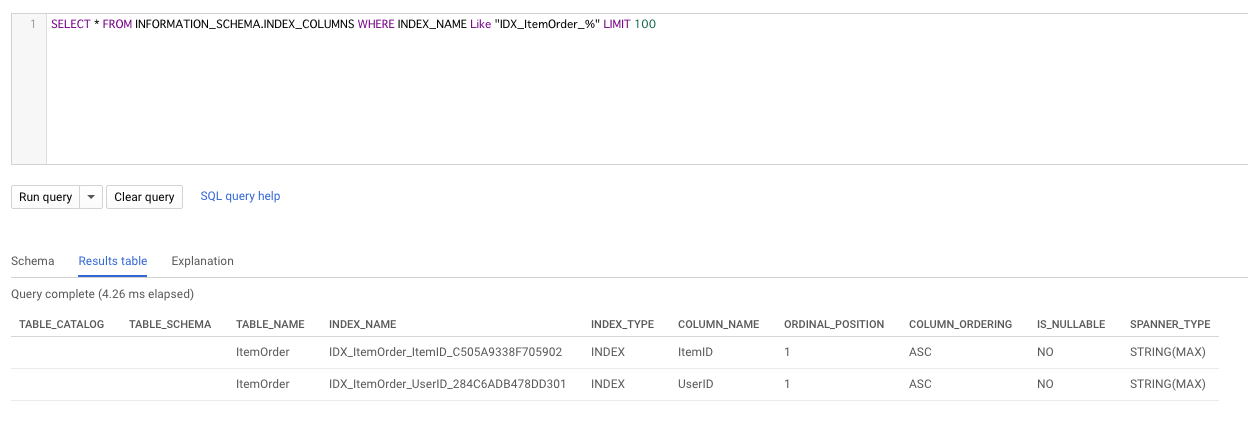 1 SELECT * FROM INFORMATION_SCHEMA.INDEX_COLUMNS WHERE INDEX_NAME Like "IDX_ItemOrder_%" LIMIT 100
Run query Clear query SQL query help
Schema Results table Explanation
Query complete (4.26 ms elapsed)
TABLE_CATALOG TABLE_SCHEMA TABLE_NAME INDEX_NAME INDEX_TYPE COLUMN_NAME ORDINAL_POSITION COLUMN_ORDERING IS_NULLABLE SPANNER_TYPE
ItemOrder IDX_ItemOrder_ItemID_C505A9338F705902 INDEX ItemID 1 ASC NO STRING(MAX)
ItemOrder IDX_ItemOrder_UserID_284C6ADB478DD301 INDEX UserID 1 ASC NO STRING(MAX)